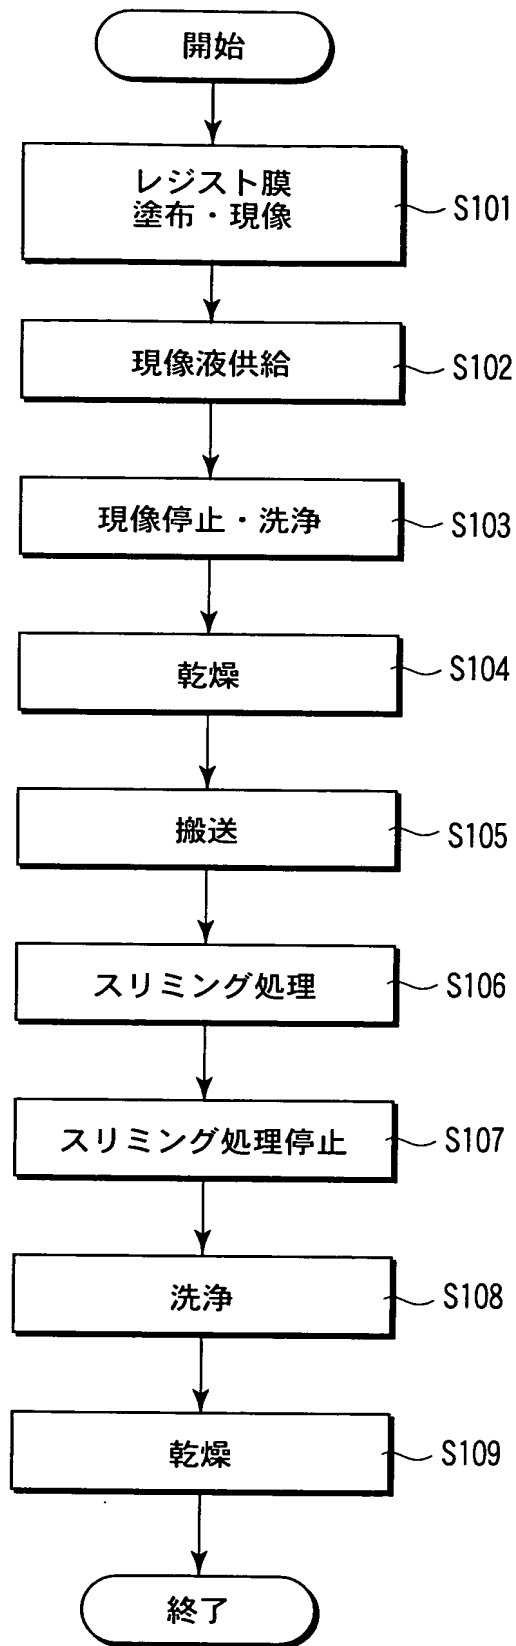 開始
レジスト膜
塗布・現像
S101
現像液供給
S102
現像停止・洗浄
S103
乾燥
S104
搬送
S105
スリミング処理
S106
スリミング処理停止
S107
洗浄
S108
乾燥
S109
終了